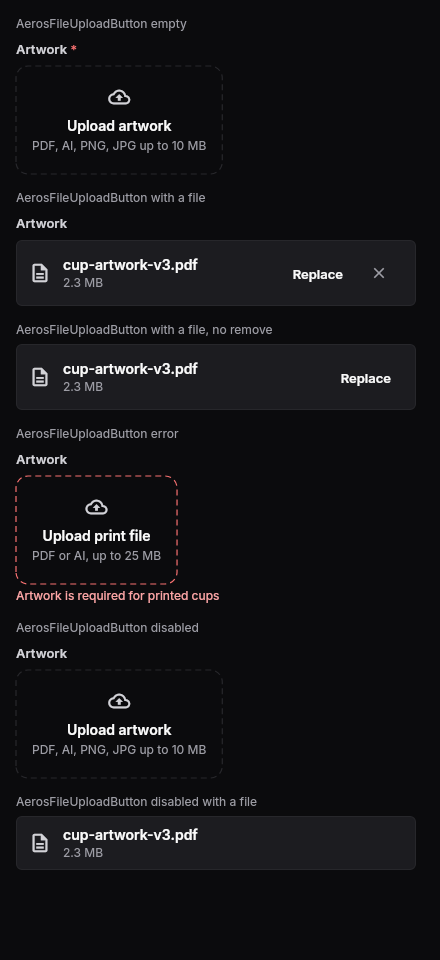 AerosFileUploadButton empty
Artwork *
Upload artwork
PDF, AI, PNG, JPG up to 10 MB
AerosFileUploadButton with a file
Artwork
cup-artwork-v3.pdf
2.3 MB
Replace
AerosFileUploadButton with a file, no remove
cup-artwork-v3.pdf
2.3 MB
Replace
AerosFileUploadButton error
Artwork
Upload print file
PDF or AI, up to 25 MB
Artwork is required for printed cups
AerosFileUploadButton disabled
Artwork
Upload artwork
PDF, AI, PNG, JPG up to 10 MB
AerosFileUploadButton disabled with a file
cup-artwork-v3.pdf
2.3 MB